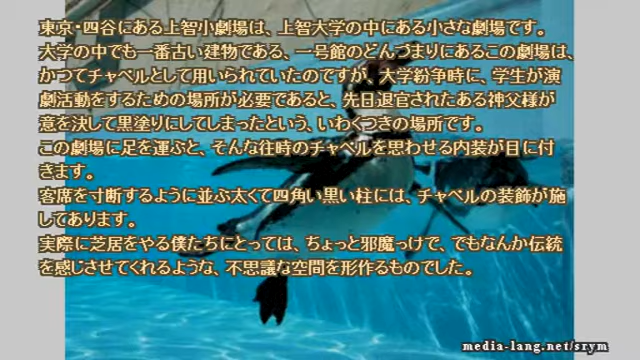 東京・四谷にある上智小劇場は、上智大学の中にある小さな劇場です。
大学の中でも一番古い建物である、一号館のどんづまりにあるこの劇場は、
かつてチャペルとして用いられていたのですが、大学紛争時に、学生が演
劇活動をするための場所が必要であると、先日退官されたある神父様が
意を決して黒塗りにしてしまったという、いわくつきの場所です。
この劇場に足を運ぶと、そんな往時のチャペルを思わせる内装が目に付
きます。
客席を寸断するように並ぶ太くて四角い黒い柱には、チャペルの装飾が施
してあります。
実際に芝居をやる僕たちにとっては、ちょっと邪魔っけで、でもなんか伝統
を感じさせてくれるような、不思議な空間を形作るものでした。
media-lang.net/srym